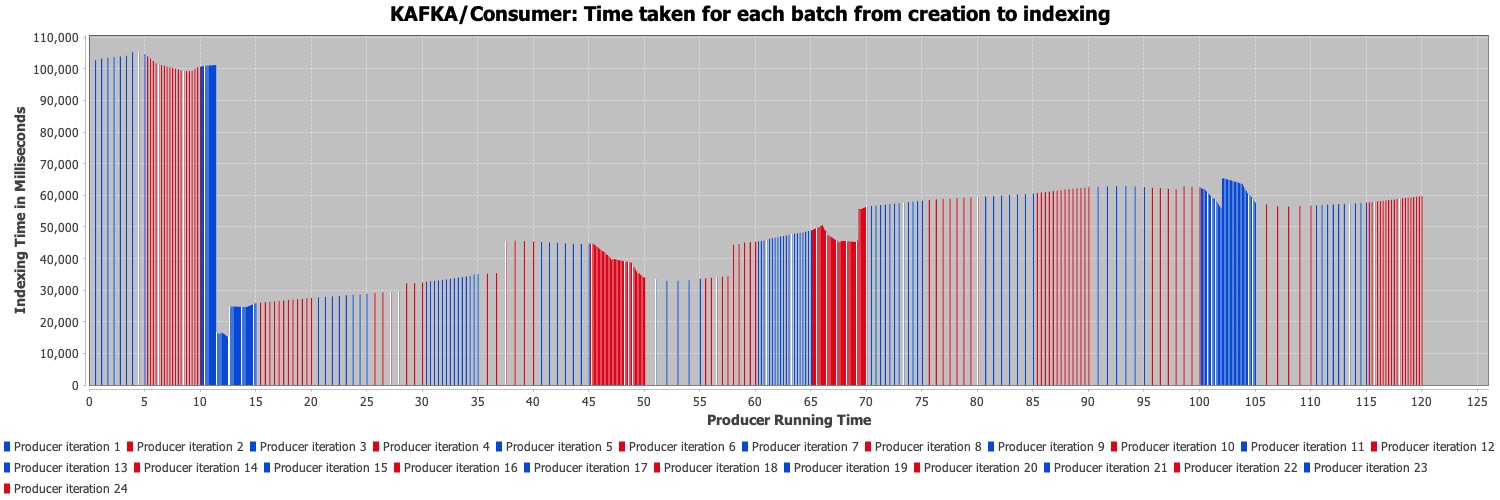 KAFKA/Consumer: Time taken for each batch from creation to indexing
110,000
100,000
90,000
80,000
70,000
60,000
50,000
40,000
30,000
20,000
10,000
0
Indexing Time in Milliseconds
0 5 10 15 20 25 30 35 40 45 50 55 60 65 70 75 80 85 90 95 100 105 110 115 120 125
Producer Running Time
Producer iteration 1 Producer iteration 2 Producer iteration 3 Producer iteration 4 Producer iteration 5 Producer iteration 6 Producer iteration 7 Producer iteration 8 Producer iteration 9 Producer iteration 10 Producer iteration 11 Producer iteration 12
Producer iteration 13 Producer iteration 14 Producer iteration 15 Producer iteration 16 Producer iteration 17 Producer iteration 18 Producer iteration 19 Producer iteration 20 Producer iteration 21 Producer iteration 22 Producer iteration 23
Producer iteration 24